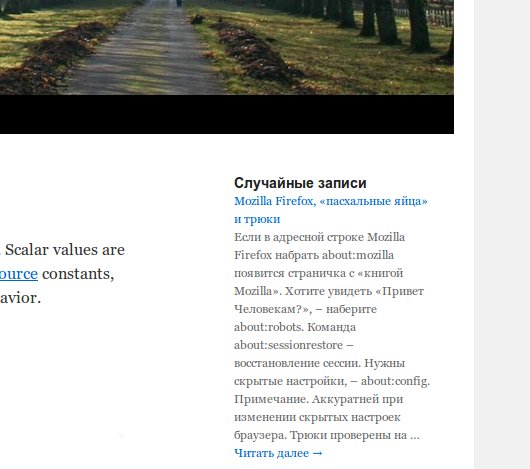 . Scalar values are
ource constants,
avior.
Случайные записи
Mozilla Firefox, «пасхальные яйца»
и трюки
Если в адресной строке Mozilla
Firefox набрать about:mozilla
появится страничка с «книгой
Mozilla». Хотите увидеть «Привет
Человекам?», – наберите
about:robots. Команда
about:sessionrestore –
восстановление сессии. Нужны
скрытые настройки, – about:config.
Примечание. Аккуратней при
изменении скрытых настроек
браузера. Трюки проверены на ...
Читать далее →